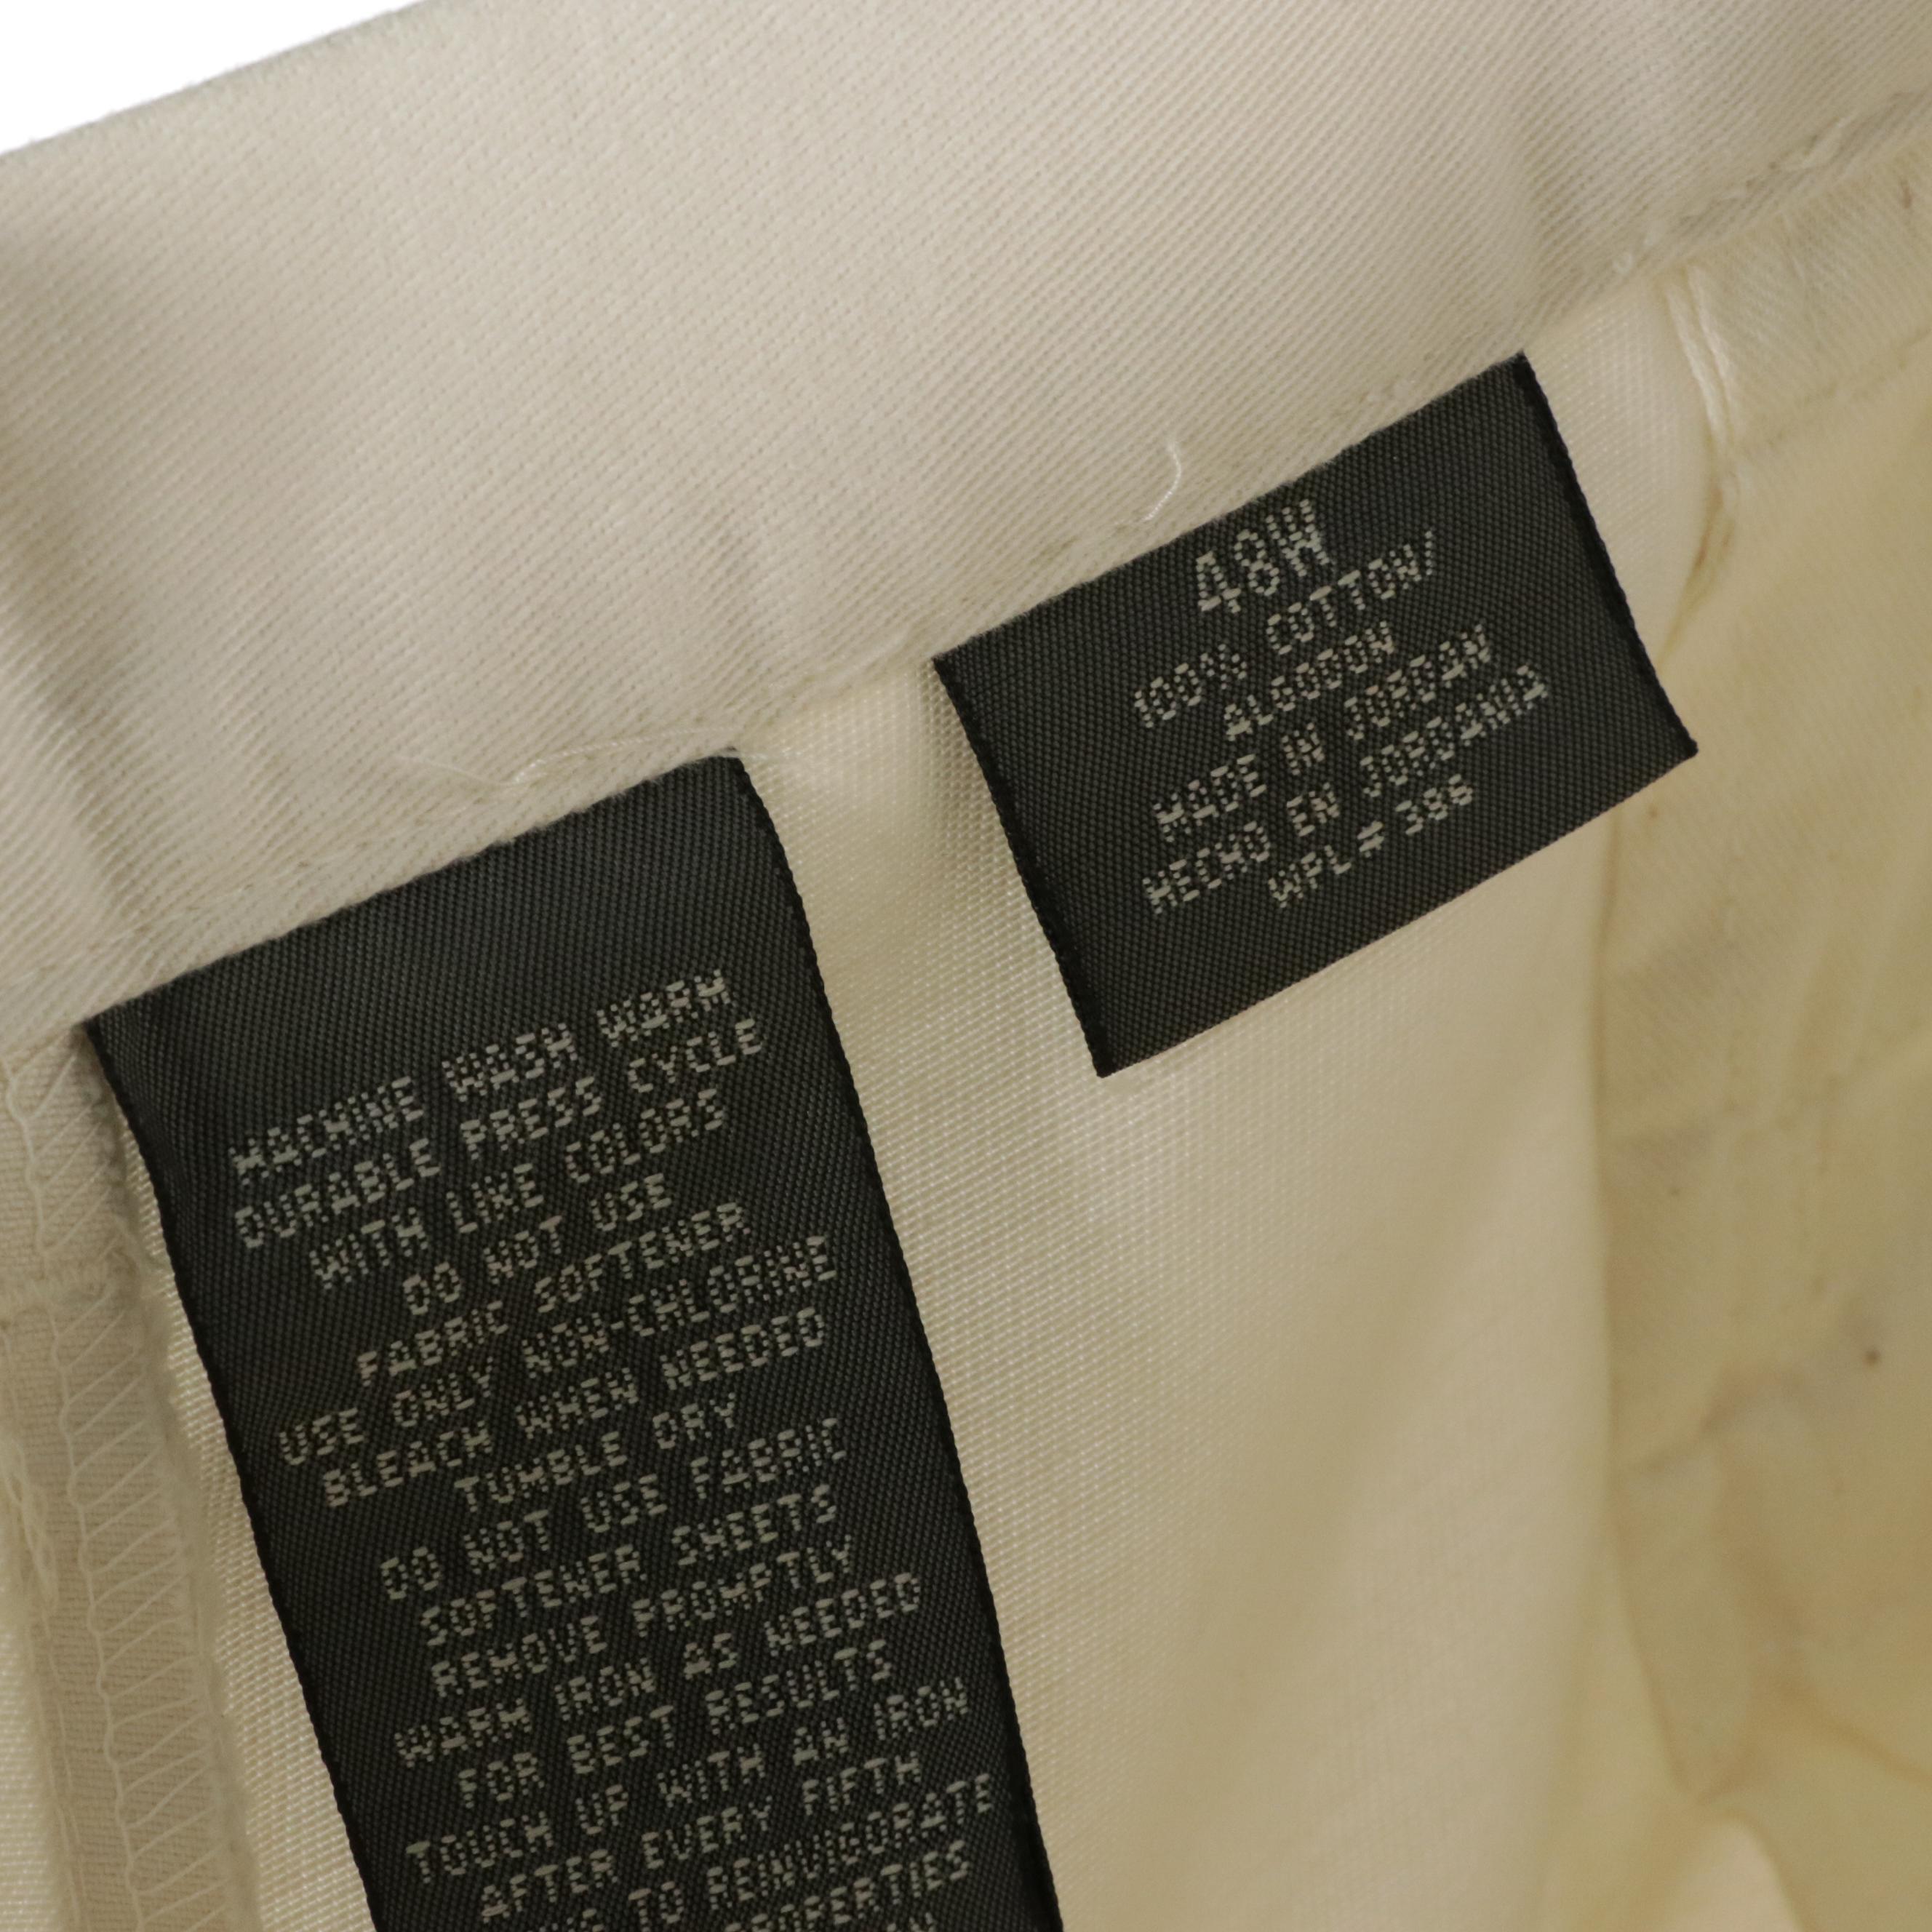 48W
100% COTTON/
ALGODON
MADE IN JORDAN
HECHO EN JORDANIA
WPL# 386
MACHINE WASH WARM
DURABLE PRESS CYCLE
WITH LIKE COLORS
DO NOT USE
FABRIC SOFTENER
USE ONLY NON-CHLORINE
BLEACH WHEN NEEDED
TUMBLE DRY
DO NOT USE FABRIC
SOFTENER SHEETS
REMOVE PROMPTLY
WARM IRON AS NEEDED
FOR BEST RESULTS
TOUCH UP WITH AN IRON
AFTER EVERY FIFTH
TO REINVIGORATE